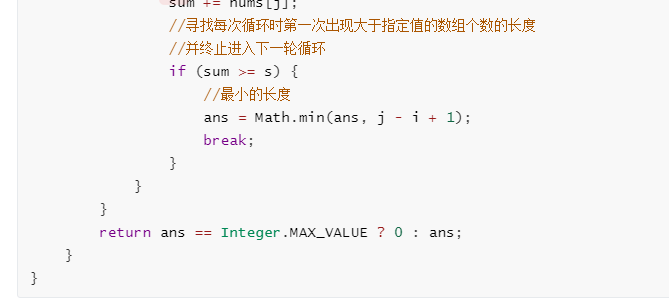 sum += nums[j];
//寻找每次循环时第一次出现大于指定值的数组个数的长度
//并终止进入下一轮循环
if (sum >= s) {
//最小的长度
ans = Math.min(ans, j - i + 1);
break;
}
}
}
return ans == Integer.MAX_VALUE ? 0 : ans;
}
}